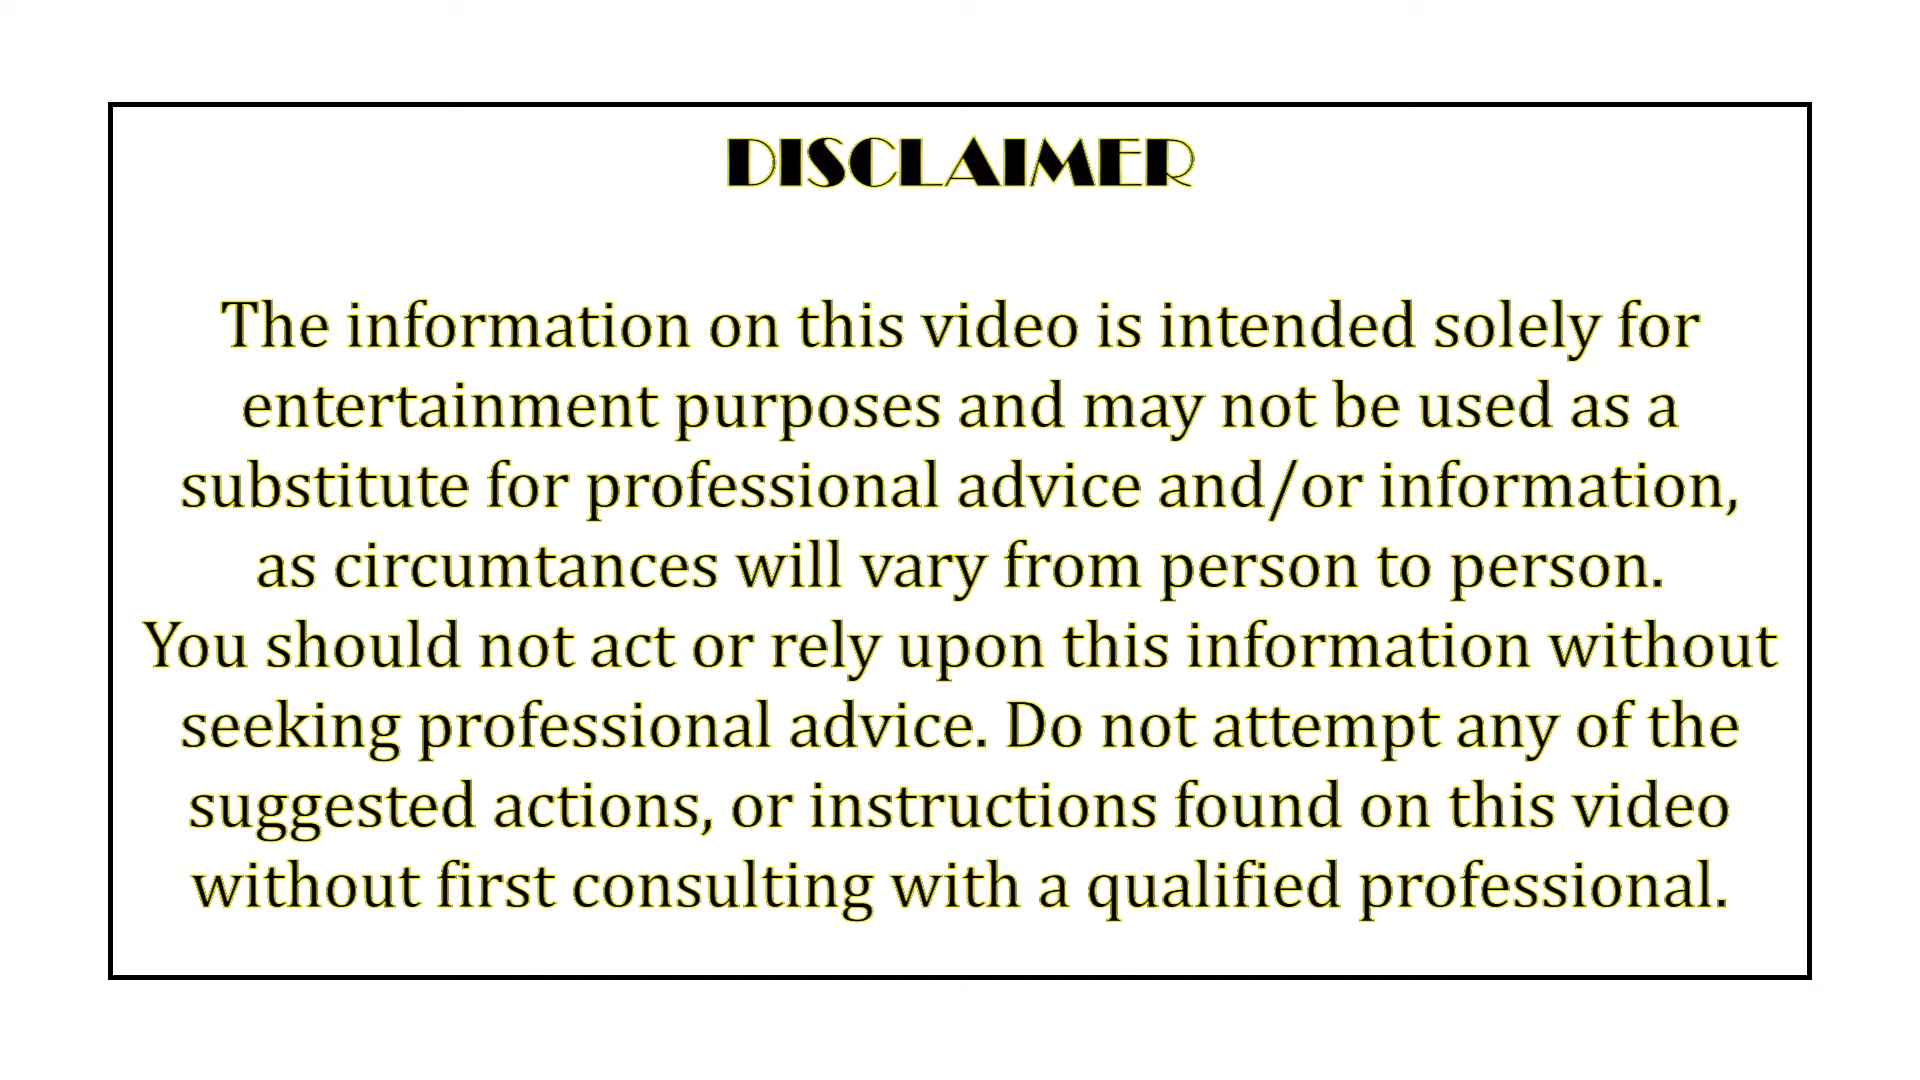 DISCLAIMER
The information on this video is intended solely for
entertainment purposes and may not be used as a
substitute for professional advice and/or information,
as circumtances will vary from person to person.
You should not act or rely upon this information without
seeking professional advice. Do not attempt any of the
suggested actions, or instructions found on this video
without first consulting with a qualified professional.